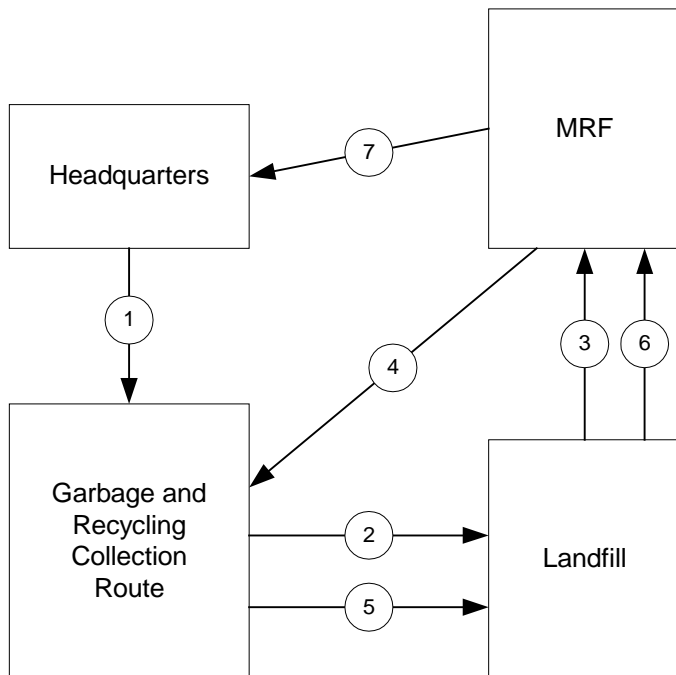 MRF
7
Headquarters
1
3
6
4
Garbage and
Recycling
Collection
Route
2
Landfill
5